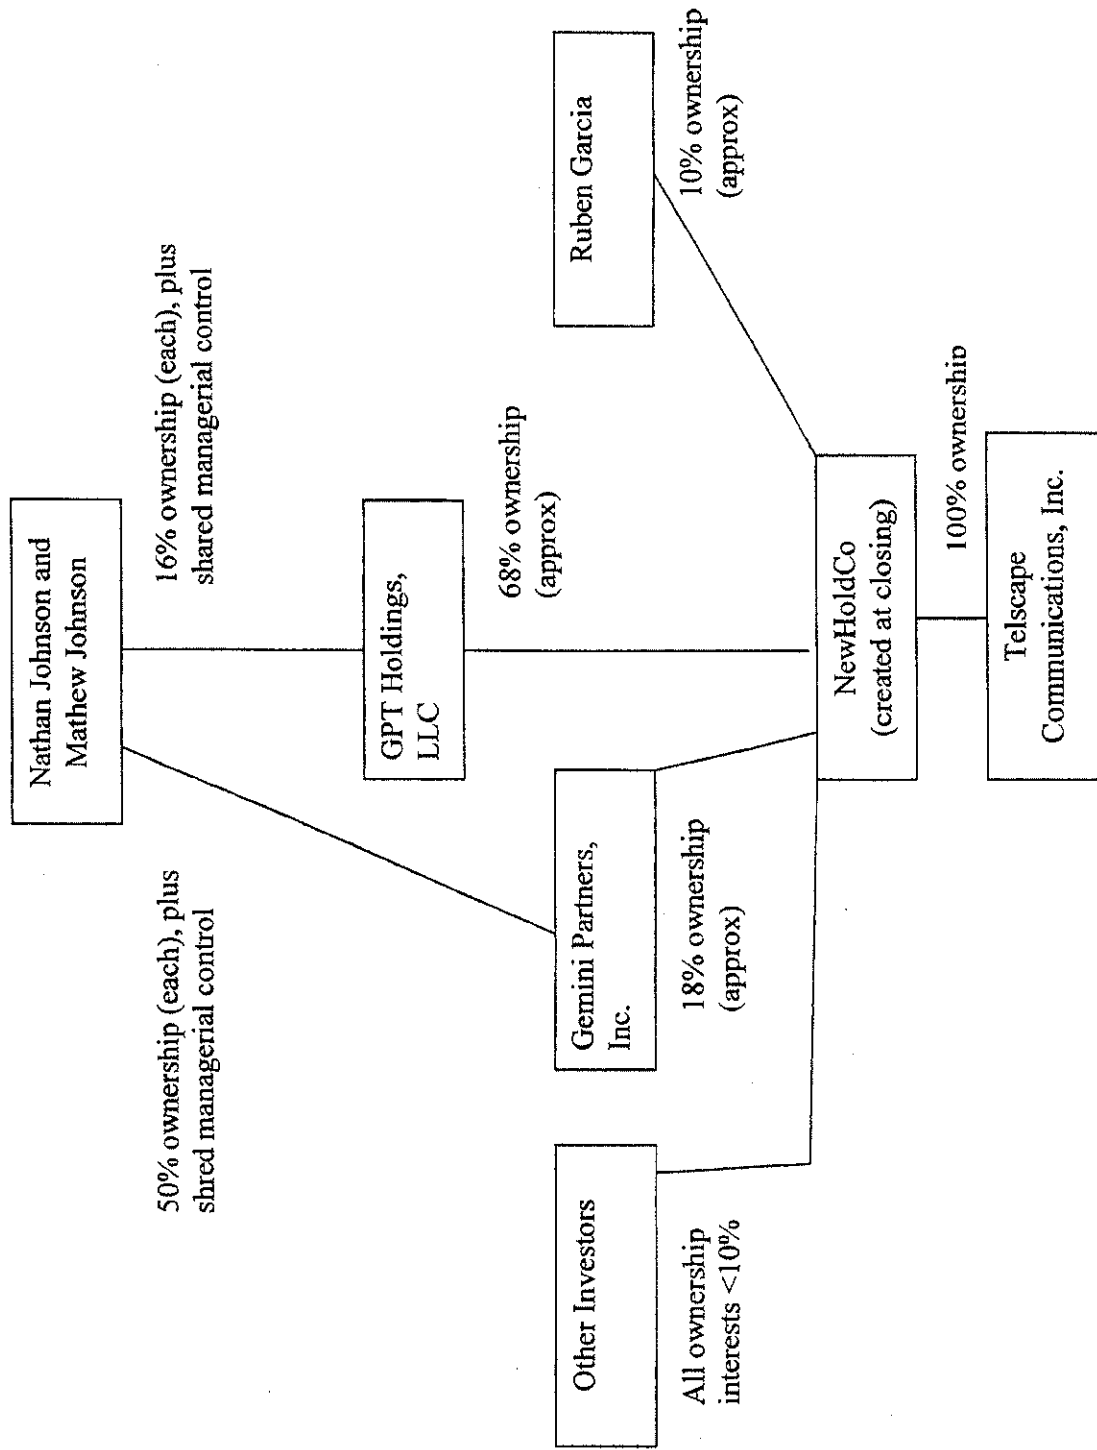 Nathan Johnson and
Mathew Johnson
50% ownership (each), plus
shred managerial control
16% ownership (each), plus
shared managerial control
GPT Holdings,
LLC
68% ownership
(approx)
Other Investors
Gemini Partners,
Inc.
Ruben Garcia
All ownership
interests <10%
18% ownership
(approx)
10% ownership
(approx)
NewHoldCo
(created at closing)
100% ownership
Telscape
Communications, Inc.